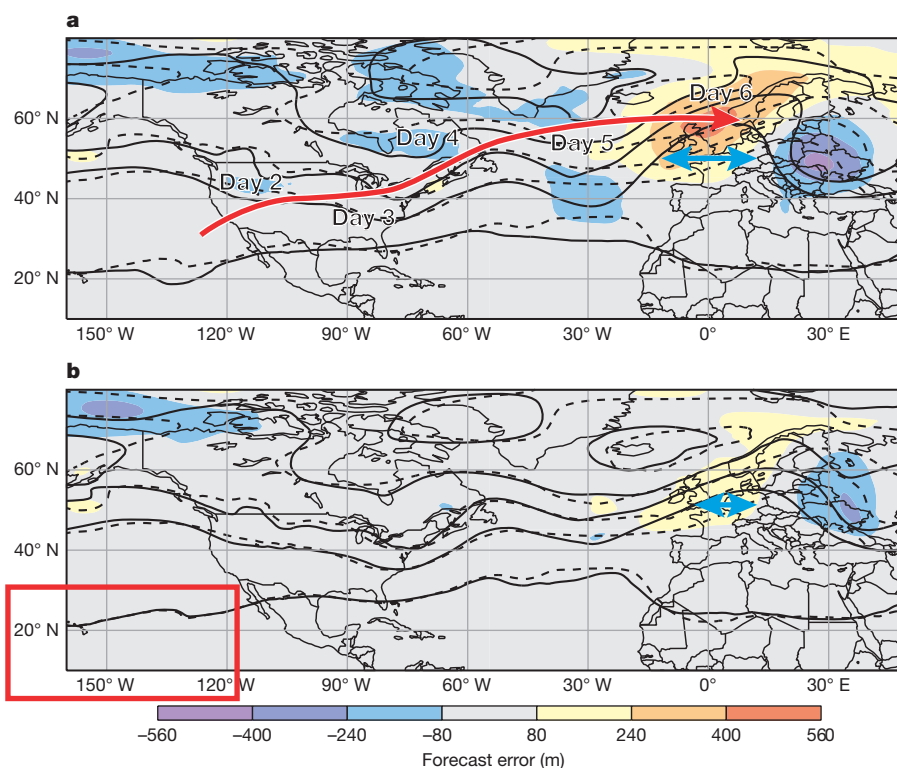 a
60° N
40° N
20° N
Day 2
Day 3
Day 4
Day 5
Day 6
150° W
120° W
90° W
60° W
30° W
0°
30° E
b
60° N
40° N
20° N
150° W
120° W
90° W
60° W
30° W
0°
30° E
–560
–400
–240
–80
80
240
400
560
Forecast error (m)